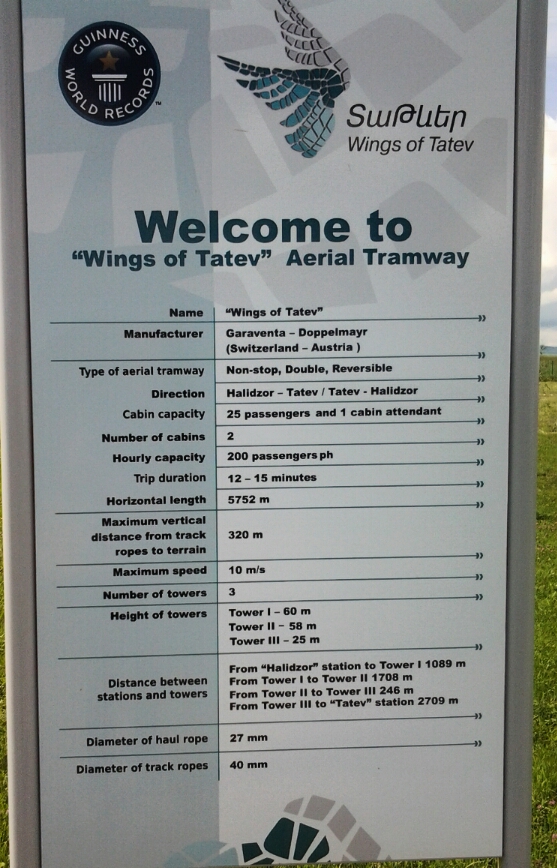 GUINNESS
WORLD RECORDS
™
Տաթևեր
Wings of Tatev
Welcome to
“Wings of Tatev” Aerial Tramway
Name “Wings of Tatev”
Manufacturer Garaventa – Doppelmayr
(Switzerland – Austria )
Type of aerial tramway Non-stop, Double, Reversible
Direction Halidzor – Tatev / Tatev - Halidzor
Cabin capacity 25 passengers and 1 cabin attendant
Number of cabins 2
Hourly capacity 200 passengers ph
Trip duration 12 – 15 minutes
Horizontal length 5752 m
Maximum vertical
distance from track
ropes to terrain
320 m
Maximum speed 10 m/s
Number of towers 3
Height of towers Tower I – 60 m
Tower II – 58 m
Tower III – 25 m
Distance between
stations and towers
From “Halidzor” station to Tower I 1089 m
From Tower I to Tower II 1708 m
From Tower II to Tower III 246 m
From Tower III to “Tatev” station 2709 m
Diameter of haul rope 27 mm
Diameter of track ropes 40 mm